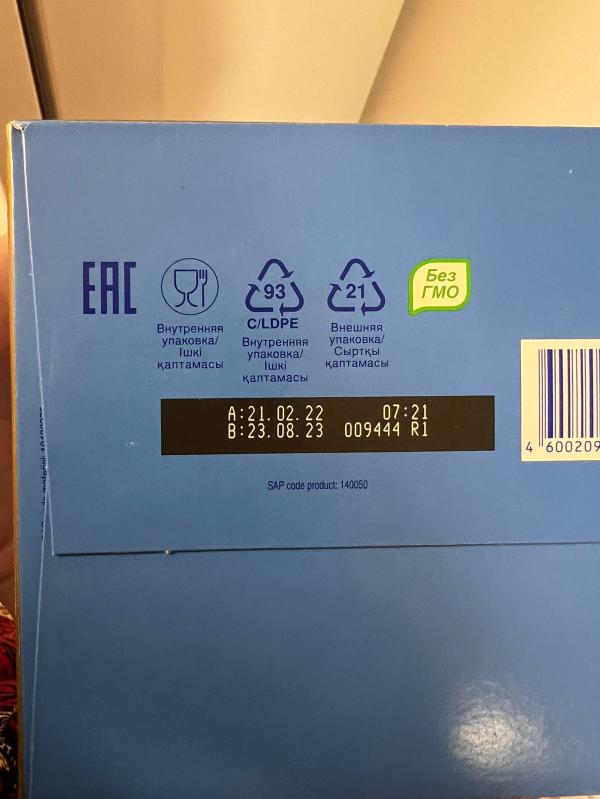 EAC
Внутренняя
упаковка/
Ішкі
қаптамасы
93
C/LDPE
Внутренняя
упаковка/
Ішкі
қаптамасы
21
Внешняя
упаковка/
Сыртқы
қаптамасы
Без
ГМО
A:21.02.22 07:21
B:23.08.23 009444 R1
4 600209
SAP code product: 140050